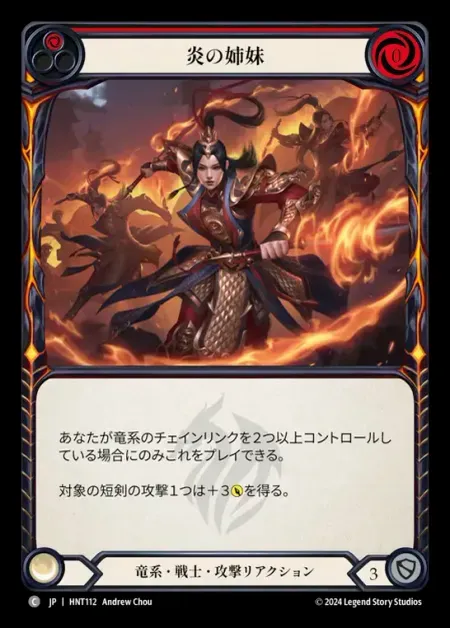 炎の姉妹
0
あなたが竜系のチェインリンクを2つ以上コントロールし
ている場合にのみこれをプレイできる。
対象の短剣の攻撃1つは+3を得る。
竜系・戦士・攻撃リアクション
3
C JP | HNT112 Andrew Chou
© 2024 Legend Story Studios